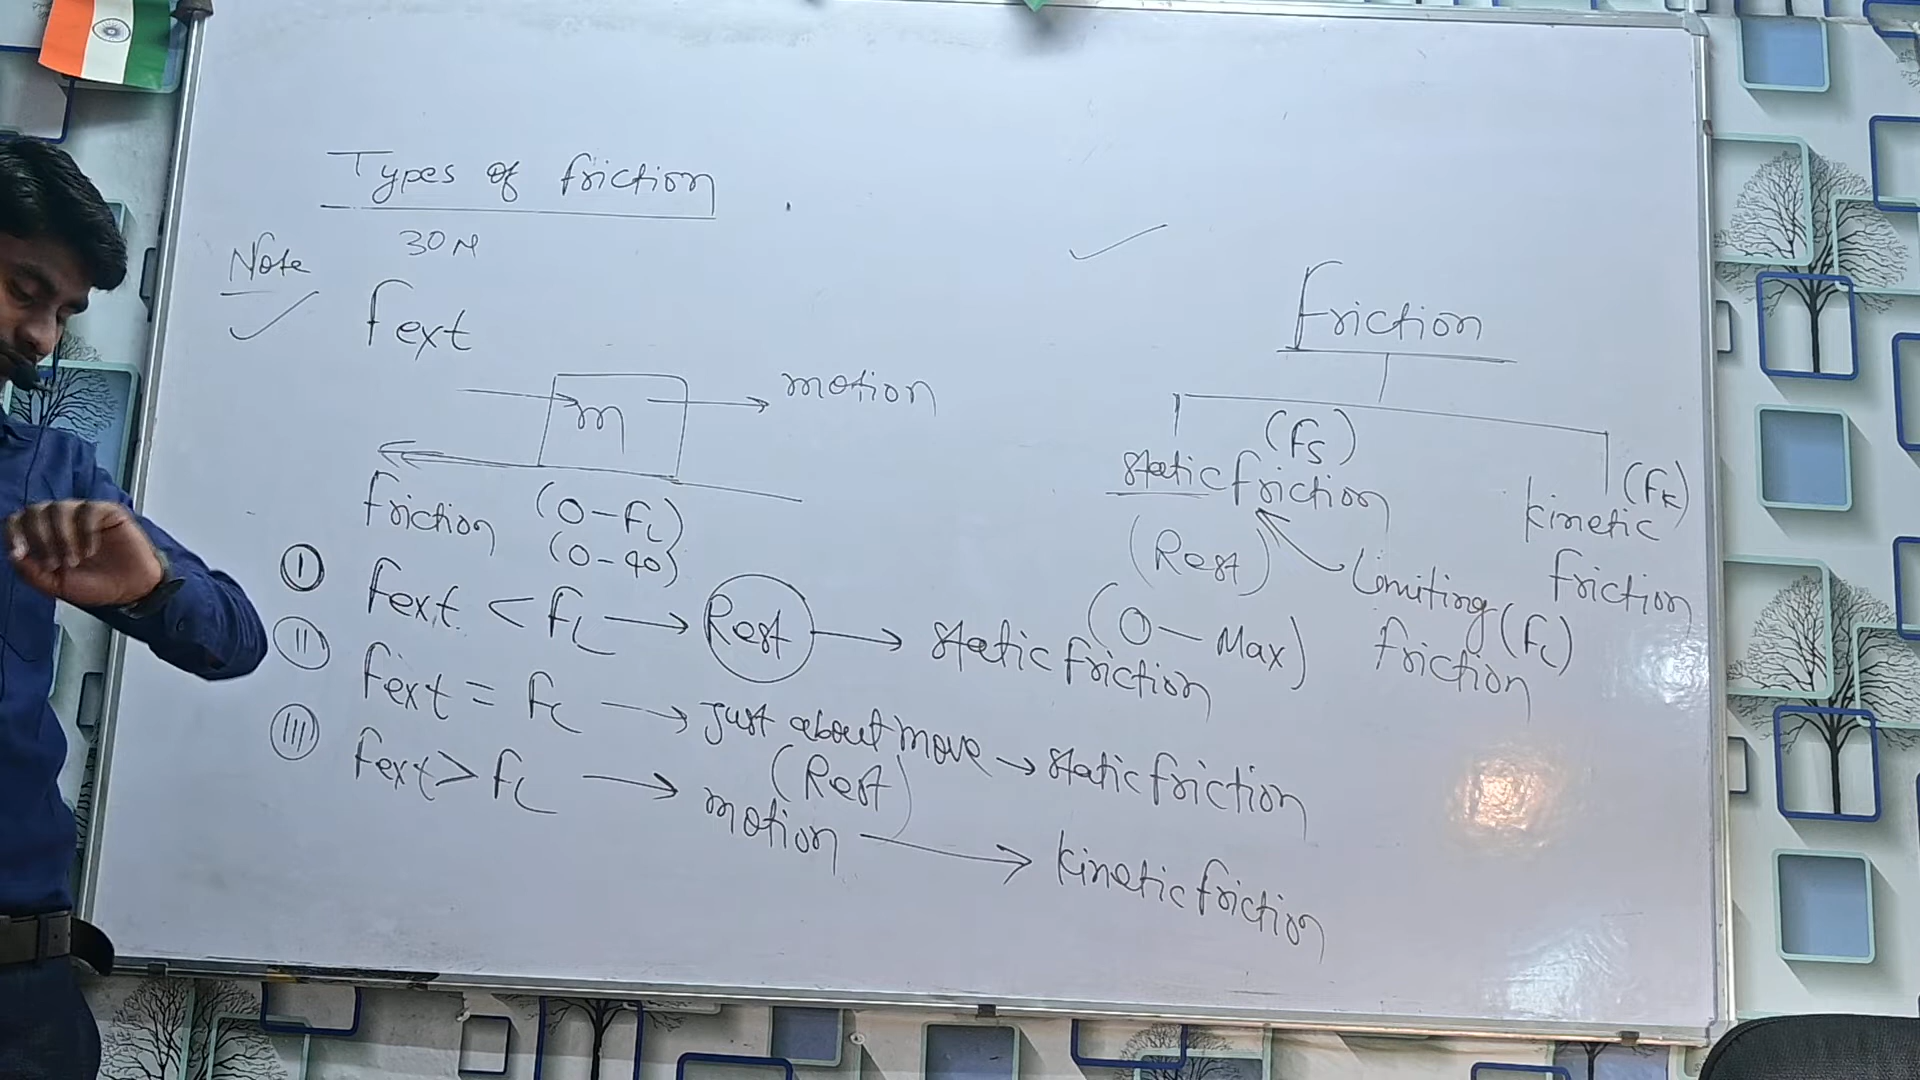 Types of friction
30N
Note
fext
m
motion
friction (0-fL)
(0-40)
I fext < fL → Rest → static friction
II fext = fL → just about move → static friction
(Rest)
III fext > fL → motion → kinetic friction
Friction
(fs)
static friction
(Rest)
(0-Max)
Limiting friction (fL)
(fk)
kinetic friction